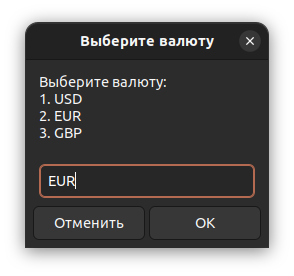 Выберите валюту
Выберите валюту:
1. USD
2. EUR
3. GBP
EUR
Отменить
OK